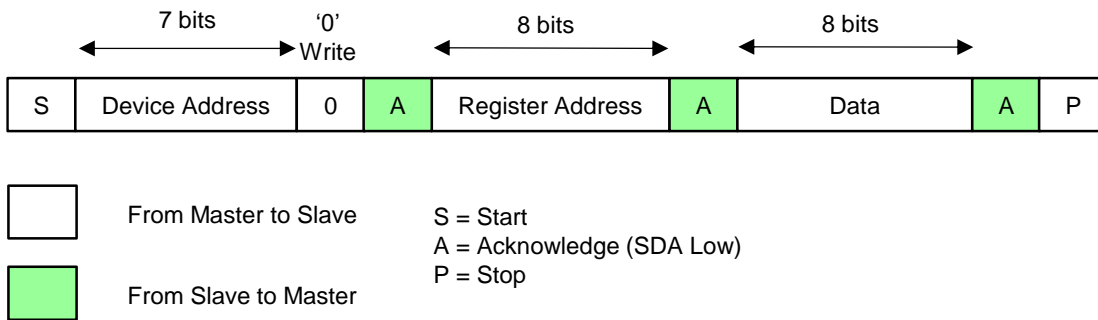 7 bits
‘0’
Write
8 bits
8 bits
S Device Address 0 A Register Address A Data A P
From Master to Slave
From Slave to Master
S = Start
A = Acknowledge (SDA Low)
P = Stop